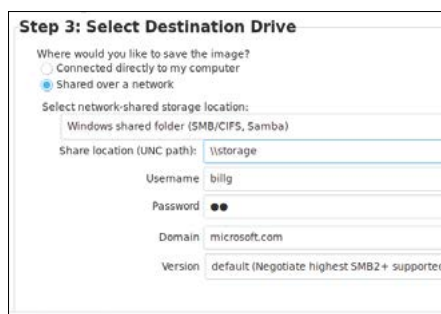 Step 3: Select Destination Drive
Where would you like to save the image?
Connected directly to my computer
Shared over a network
Select network-shared storage location:
Windows shared folder (SMB/CIFS, Samba)
Share location (UNC path): \\storage
Username billg
Password ●●
Domain microsoft.com
Version default (Negotiate highest SMB2+ supported